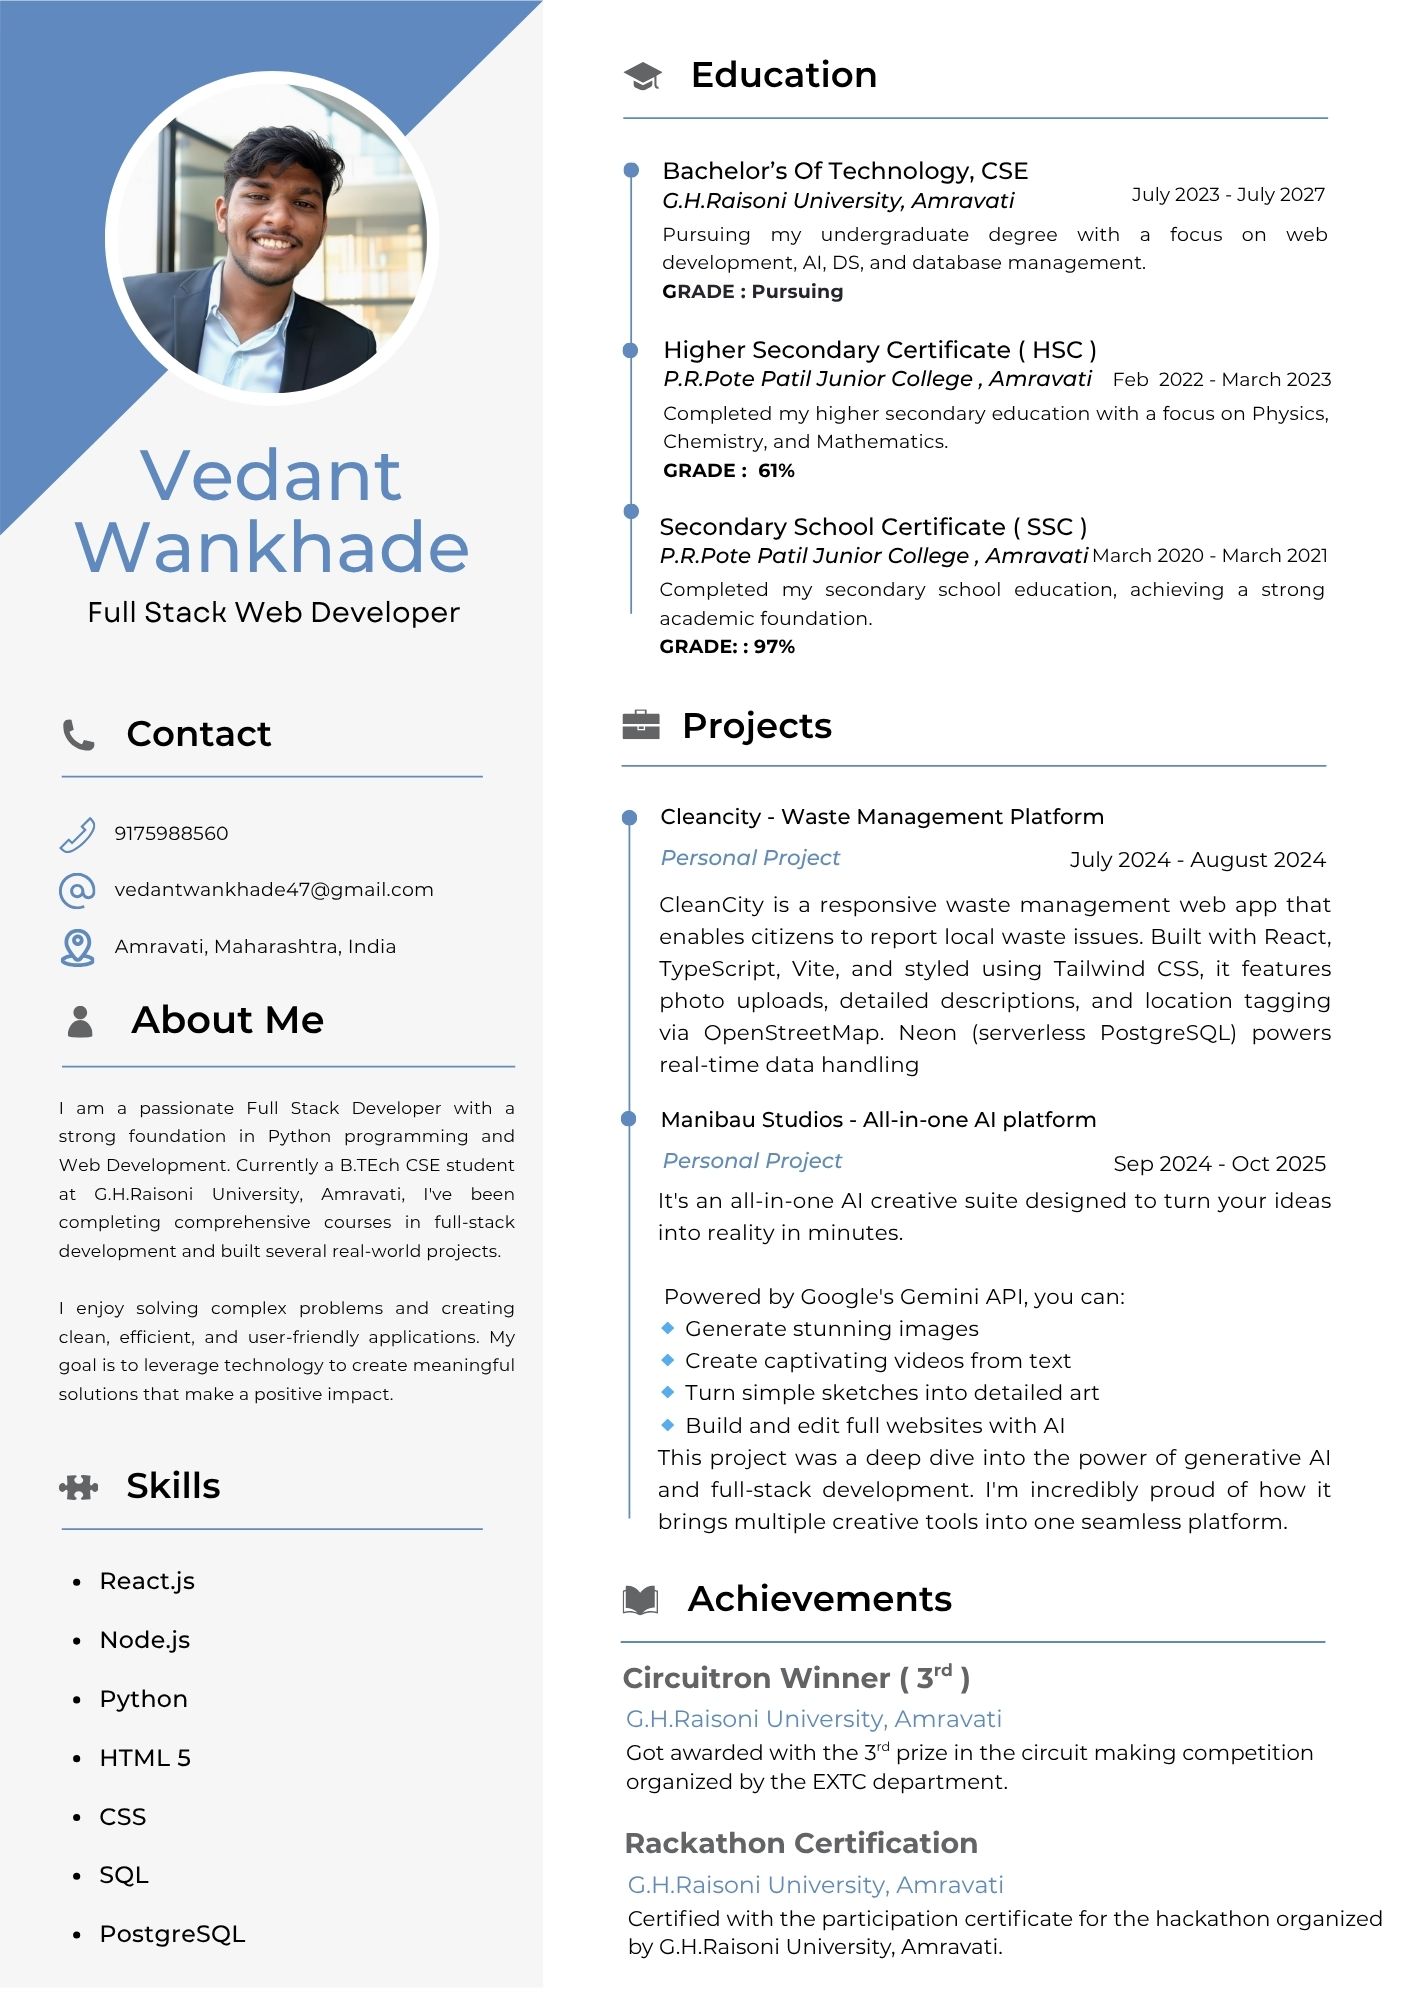 Vedant
Wankhade
Full Stack Web Developer
Contact
9175988560
vedantwankhade47@gmail.com
Amravati, Maharashtra, India
About Me
I am a passionate Full Stack Developer with a
strong foundation in Python programming and
Web Development. Currently a B.TEch CSE student
at G.H.Raisoni University, Amravati, I've been
completing comprehensive courses in full-stack
development and built several real-world projects.
I enjoy solving complex problems and creating
clean, efficient, and user-friendly applications. My
goal is to leverage technology to create meaningful
solutions that make a positive impact.
Skills
• React.js
• Node.js
• Python
• HTML 5
• CSS
• SQL
• PostgreSQL
Education
Bachelor’s Of Technology, CSE
G.H.Raisoni University, Amravati July 2023 - July 2027
Pursuing my undergraduate degree with a focus on web
development, AI, DS, and database management.
GRADE : Pursuing
Higher Secondary Certificate ( HSC )
P.R.Pote Patil Junior College , Amravati Feb 2022 - March 2023
Completed my higher secondary education with a focus on Physics,
Chemistry, and Mathematics.
GRADE : 61%
Secondary School Certificate ( SSC )
P.R.Pote Patil Junior College , Amravati March 2020 - March 2021
Completed my secondary school education, achieving a strong
academic foundation.
GRADE: : 97%
Projects
Cleancity - Waste Management Platform
Personal Project July 2024 - August 2024
CleanCity is a responsive waste management web app that
enables citizens to report local waste issues. Built with React,
TypeScript, Vite, and styled using Tailwind CSS, it features
photo uploads, detailed descriptions, and location tagging
via OpenStreetMap. Neon (serverless PostgreSQL) powers
real-time data handling
Manibau Studios - All-in-one AI platform
Personal Project Sep 2024 - Oct 2025
It's an all-in-one AI creative suite designed to turn your ideas
into reality in minutes.
Powered by Google's Gemini API, you can:
🔹 Generate stunning images
🔹 Create captivating videos from text
🔹 Turn simple sketches into detailed art
🔹 Build and edit full websites with AI
This project was a deep dive into the power of generative AI
and full-stack development. I'm incredibly proud of how it
brings multiple creative tools into one seamless platform.
Achievements
Circuitron Winner ( 3rd )
G.H.Raisoni University, Amravati
Got awarded with the 3rd prize in the circuit making competition
organized by the EXTC department.
Rackathon Certification
G.H.Raisoni University, Amravati
Certified with the participation certificate for the hackathon organized
by G.H.Raisoni University, Amravati.